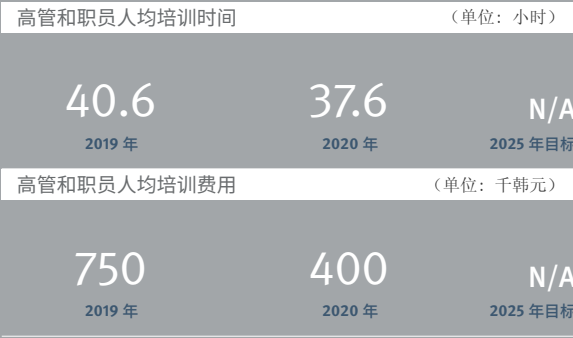 高管和职员人均培训时间 （单位：小时）
40.6 37.6 N/A
2019 年 2020 年 2025 年目标
高管和职员人均培训费用 （单位：千韩元）
750 400 N/A
2019 年 2020 年 2025 年目标